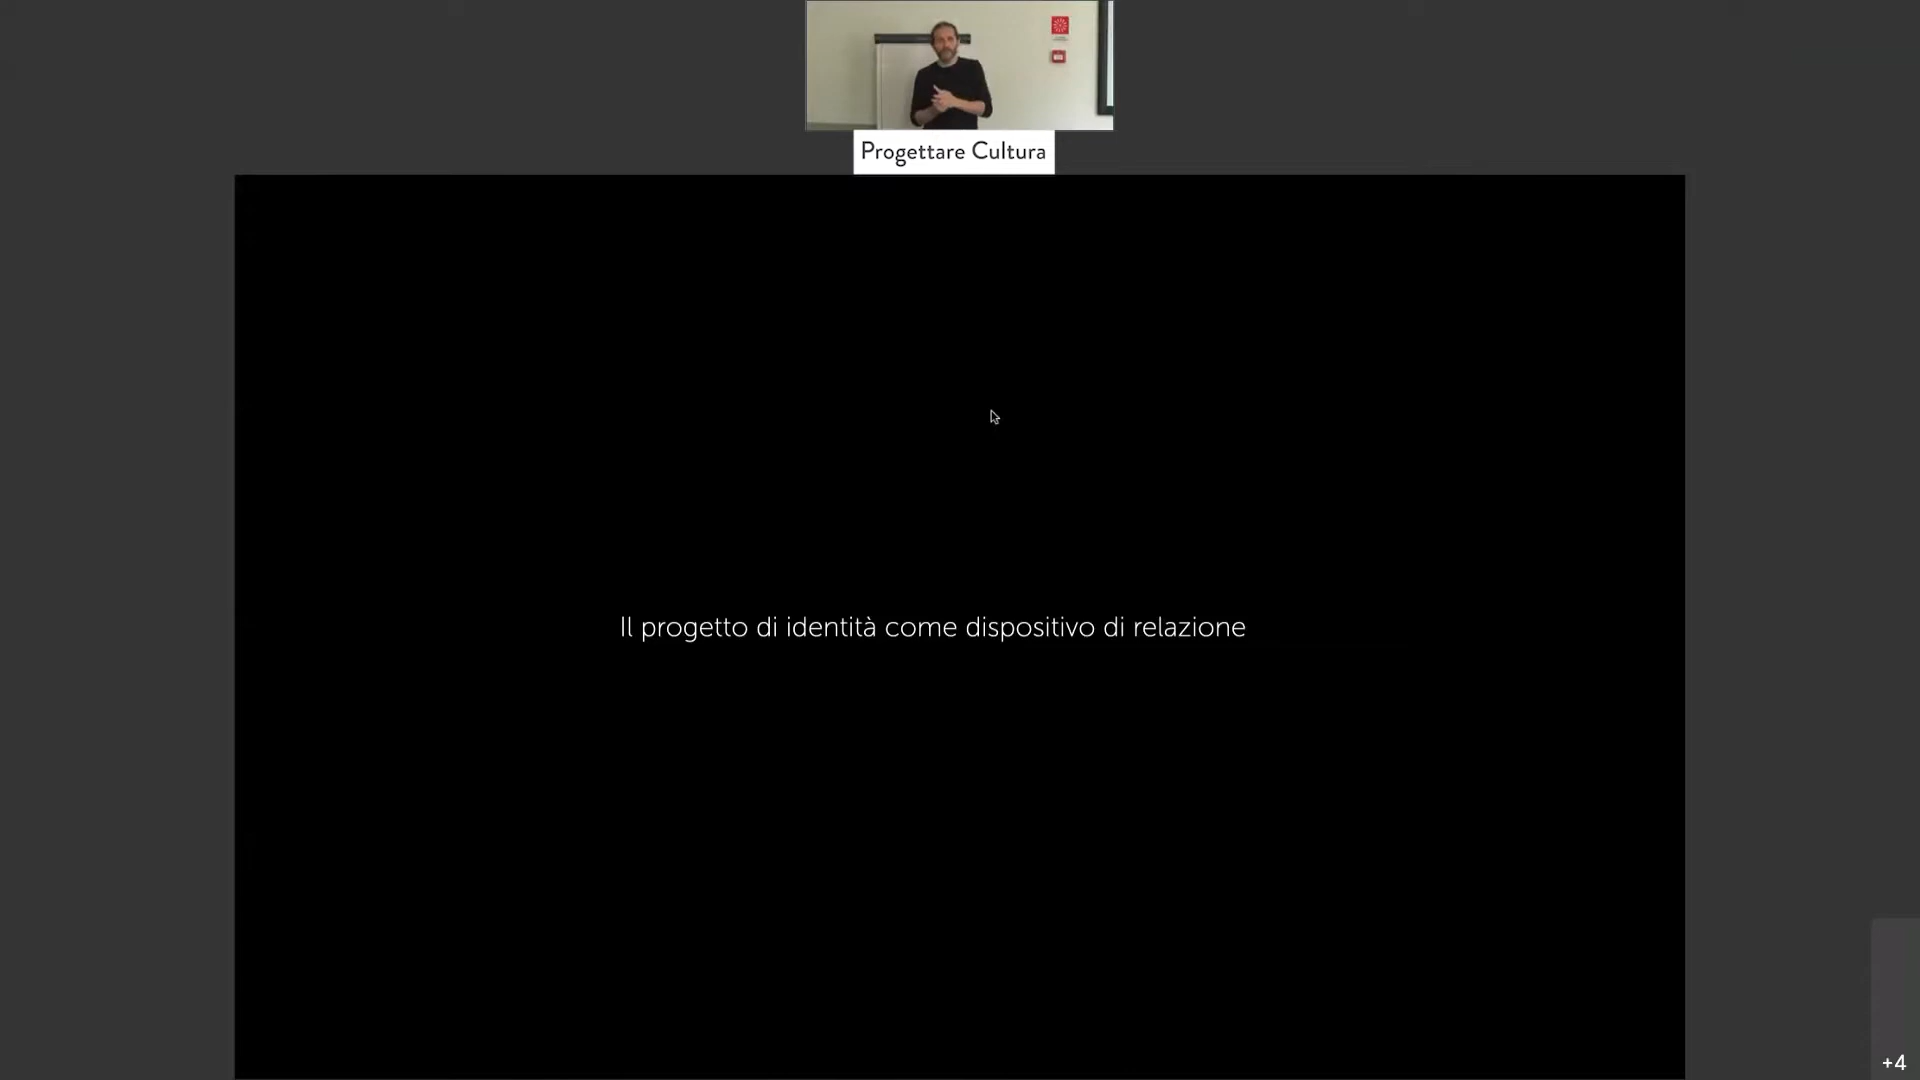 Progettare Cultura
Il progetto di identità come dispositivo di relazione
+4